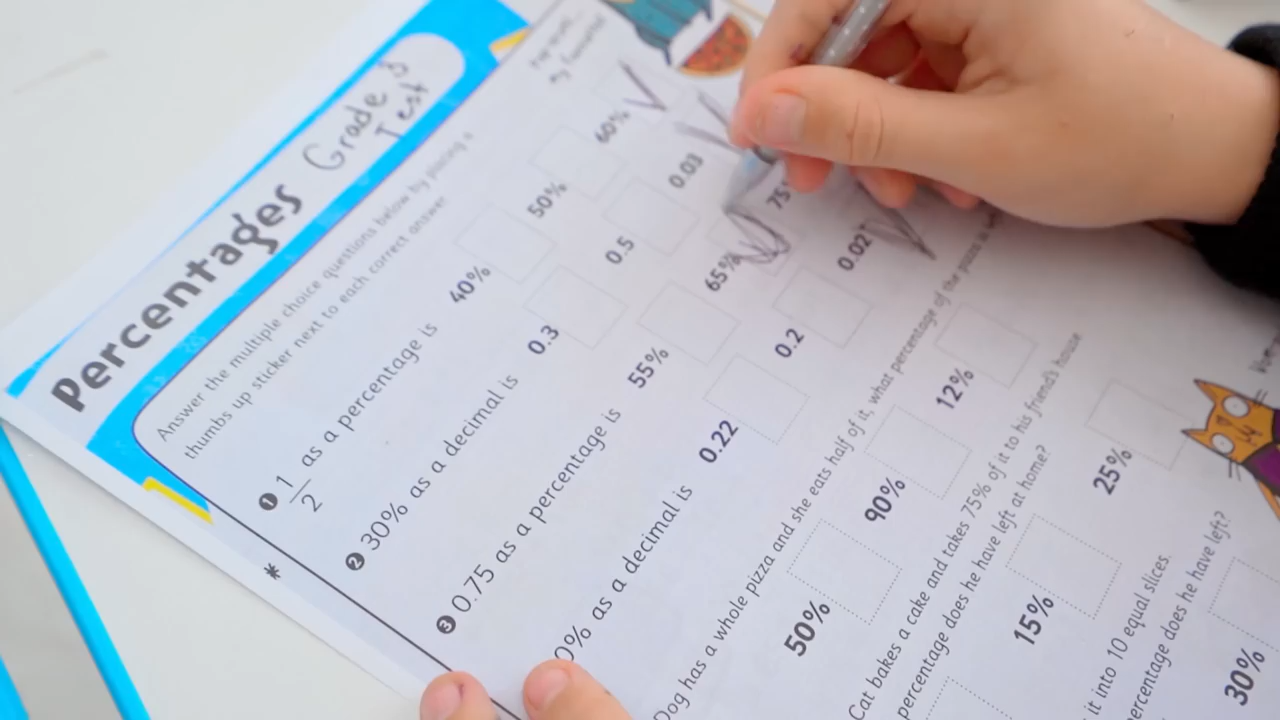 Percentages Grade 3
Test
Answer the multiple choice questions below by placing a
thumbs up sticker next to each correct answer
1 1/2 as a percentage is 40% 50% 60%
2 30% as a decimal is 0.3 0.5 0.03
3 0.75 as a percentage is 55% 65% 75
0% as a decimal is 0.22 0.2 0.02
Dog has a whole pizza and she eats half of it, what percentage of the pizza is
50% 90% 12%
Cat bakes a cake and takes 75% of it to his friend's house
percentage does he have left at home?
15% 25%
it into 10 equal slices.
ercentage does he have left?
30%